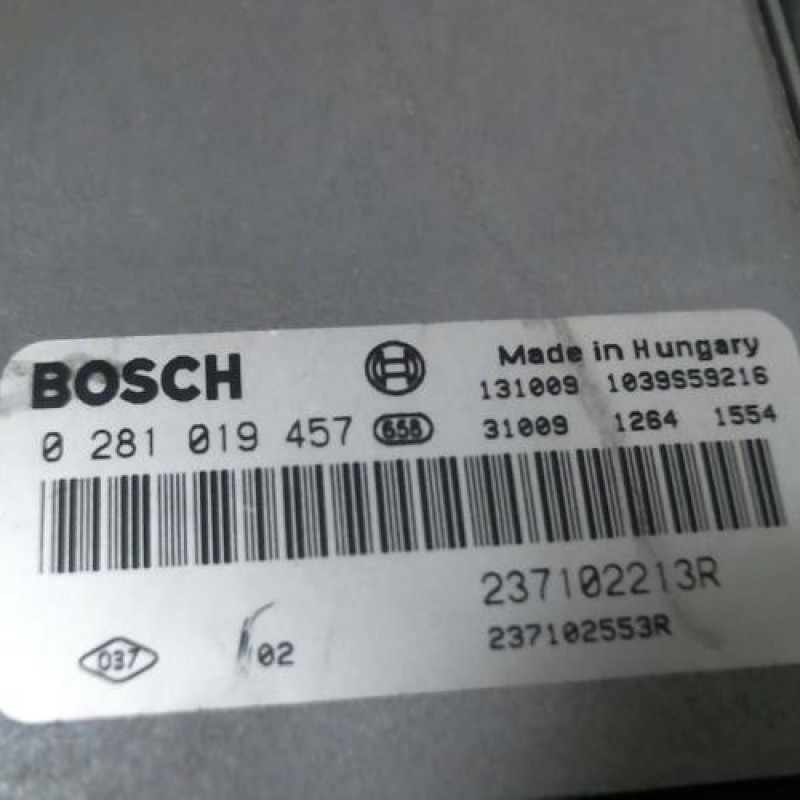 BOSCH
Made in Hungary
131009 1039S59216
0 281 019 457 658 31009 1264 1554
237102213R
237102553R
037 02